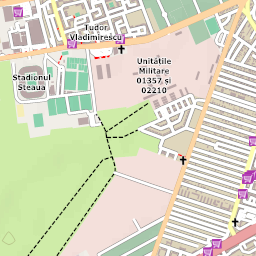 Tudor
Vladimirescu
Unitățile
Militare
01357 și
02210
Stadionul
Steaua